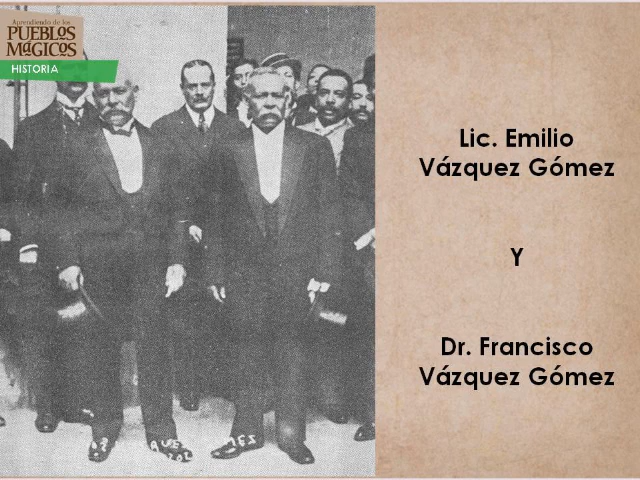 Aprendiendo de los
PUEBLOS
MáGICOS
HISTORIA
Lic. Emilio
Vázquez Gómez
Y
Dr. Francisco
Vázquez Gómez